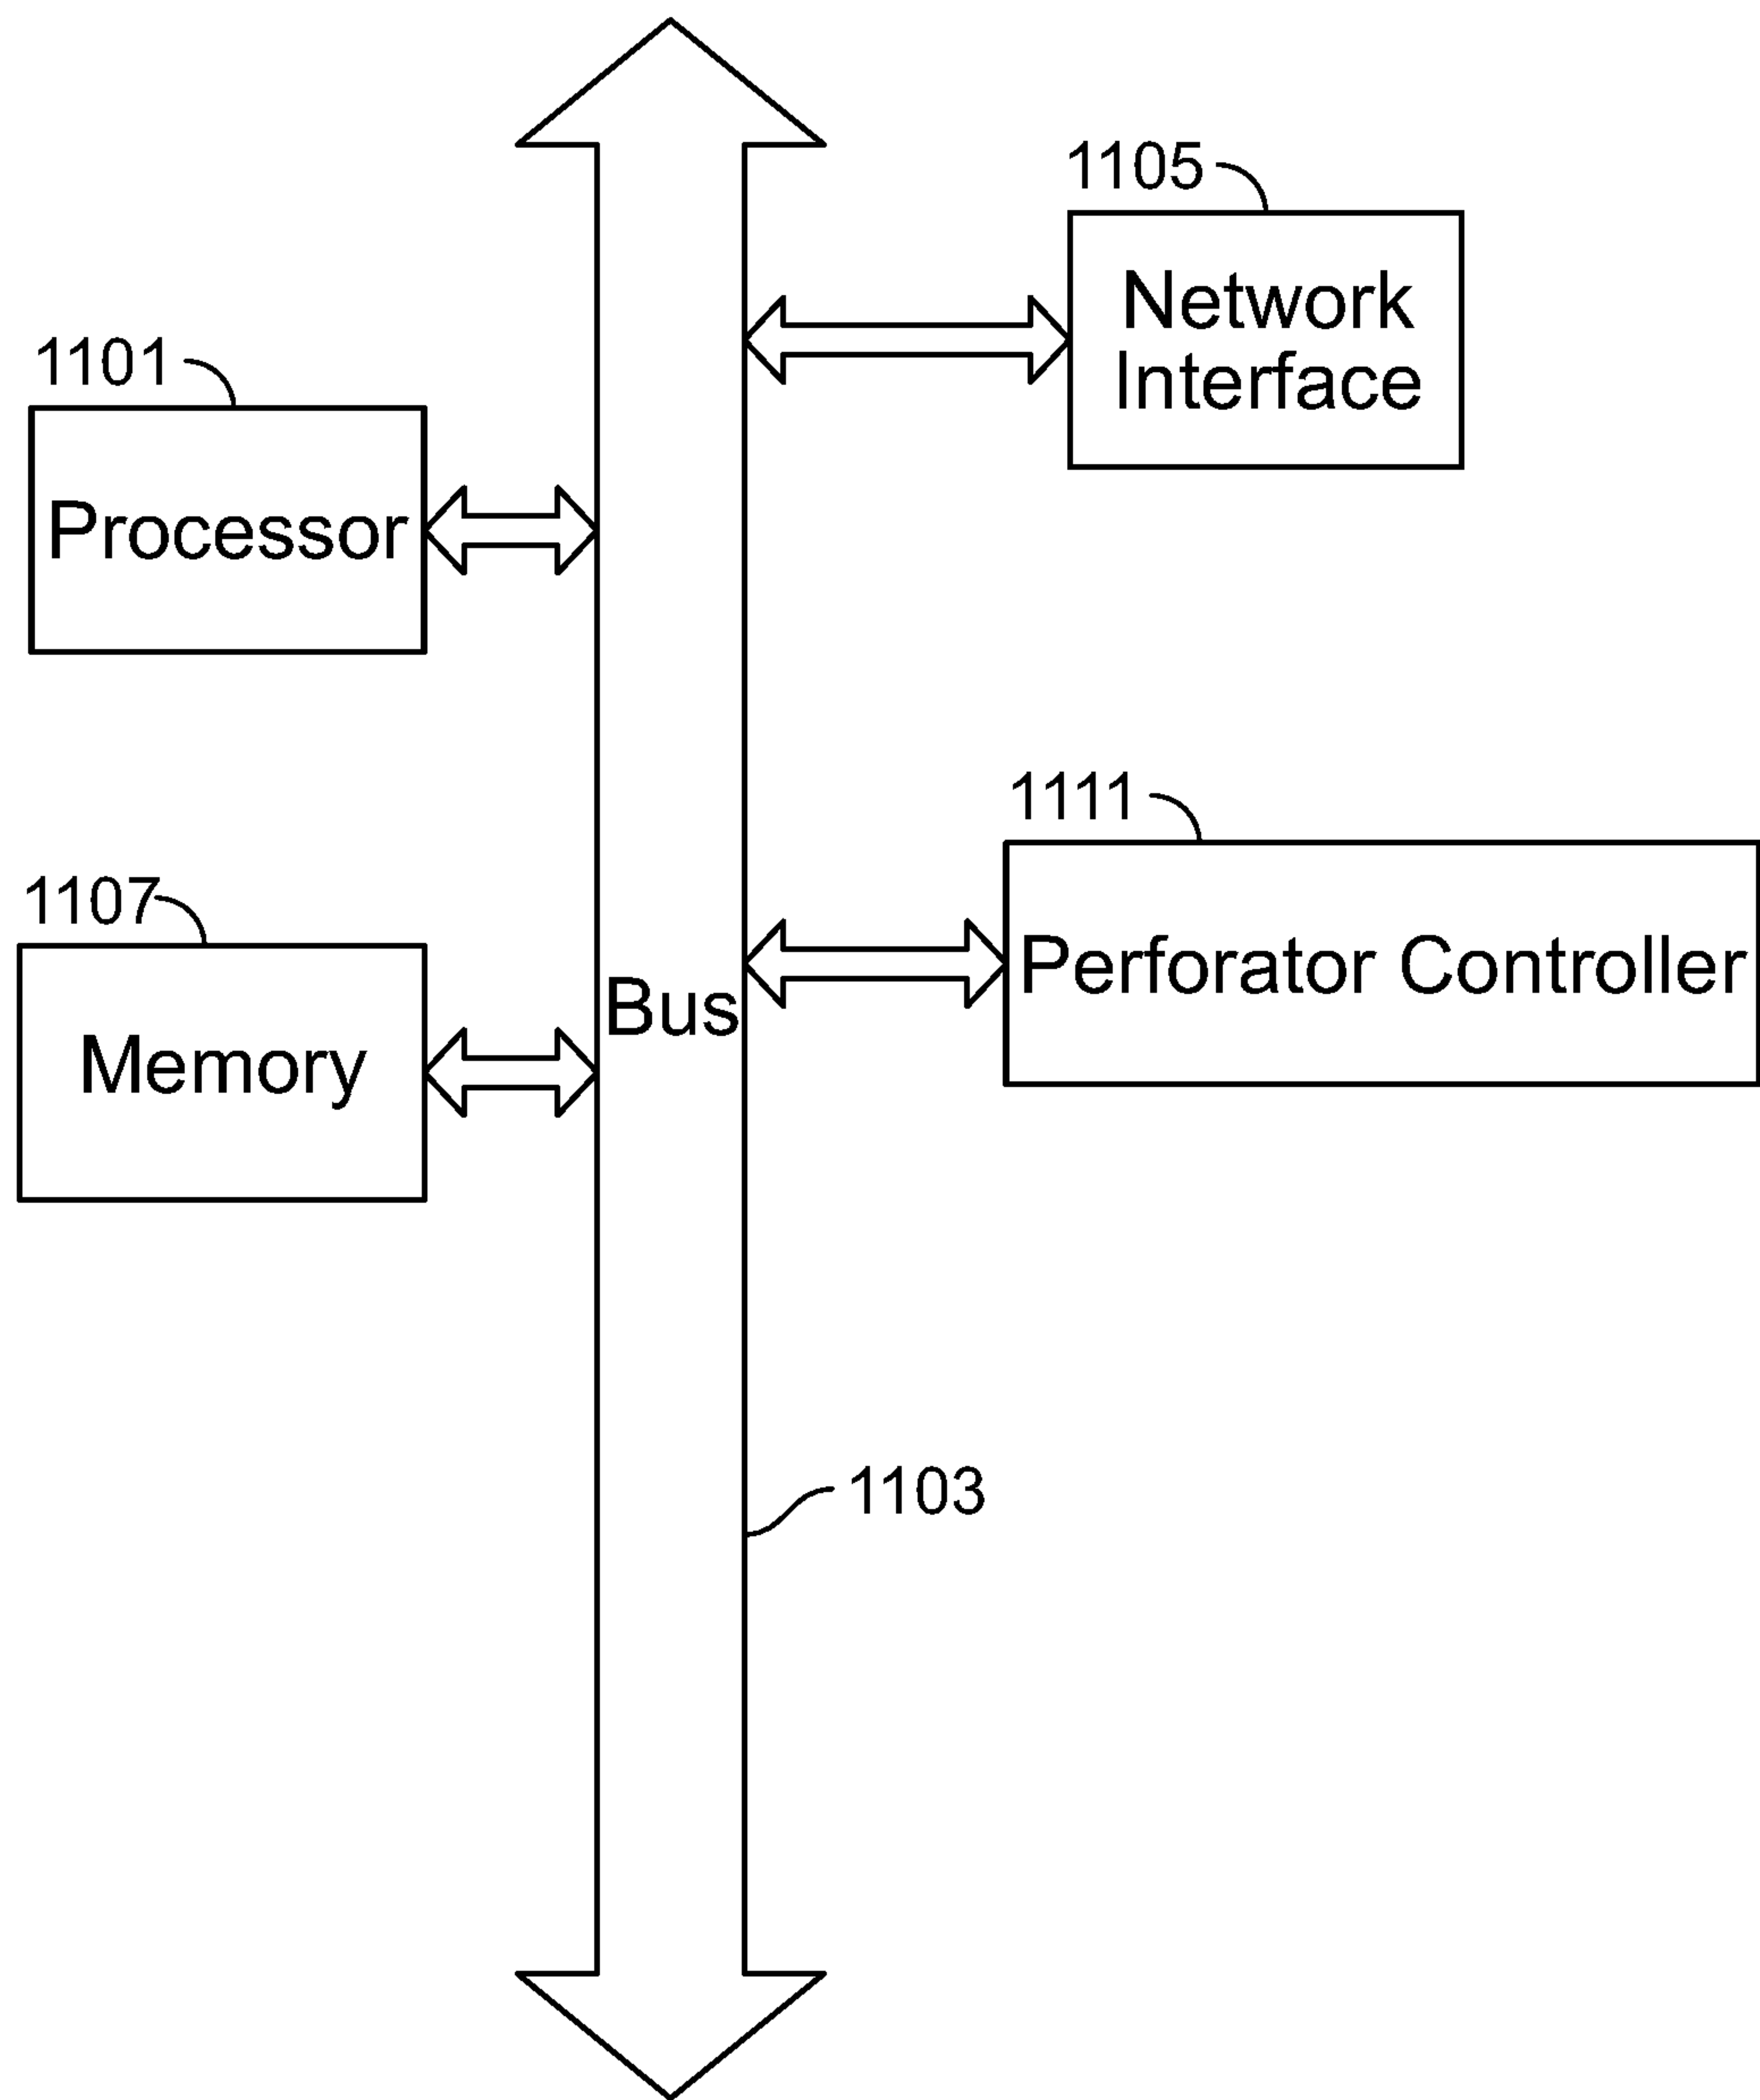 1105
Network
Interface
1101
Processor
1111
Perforator Controller
1107
Memory
Bus
1103